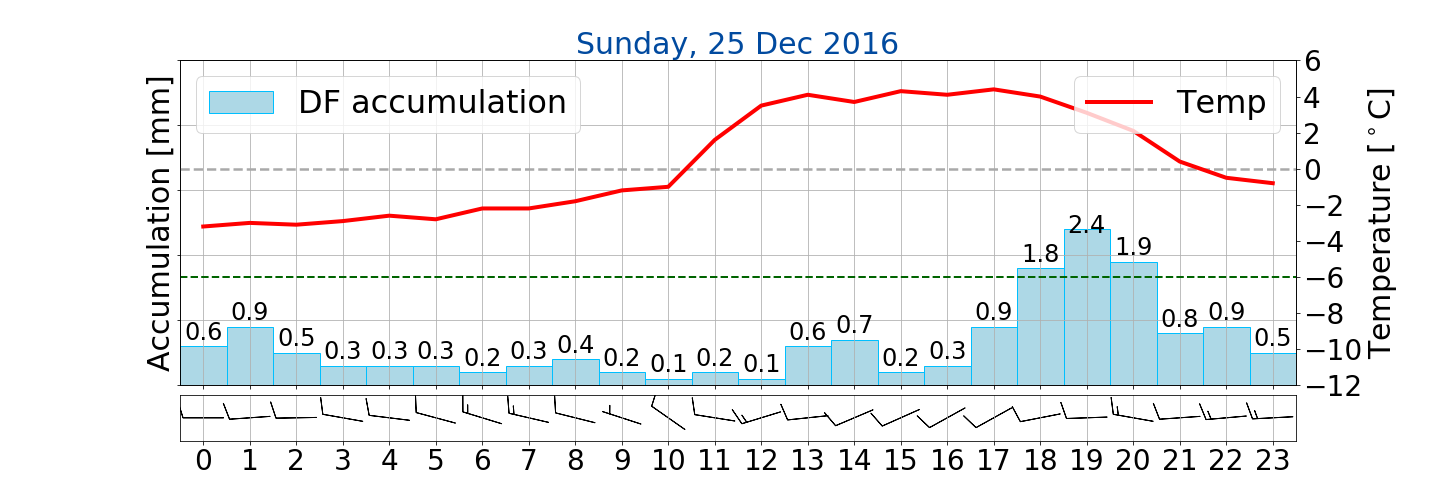 Sunday, 25 Dec 2016
DF accumulation
Temp
Accumulation [mm]
Temperature [°C]
6
4
2
0
−2
−4
−6
−8
−10
−12
0.6 0.9 0.5 0.3 0.3 0.3 0.2 0.3 0.4 0.2 0.1 0.2 0.1 0.6 0.7 0.2 0.3 0.9 1.8 2.4 1.9 0.8 0.9 0.5
0 1 2 3 4 5 6 7 8 9 10 11 12 13 14 15 16 17 18 19 20 21 22 23